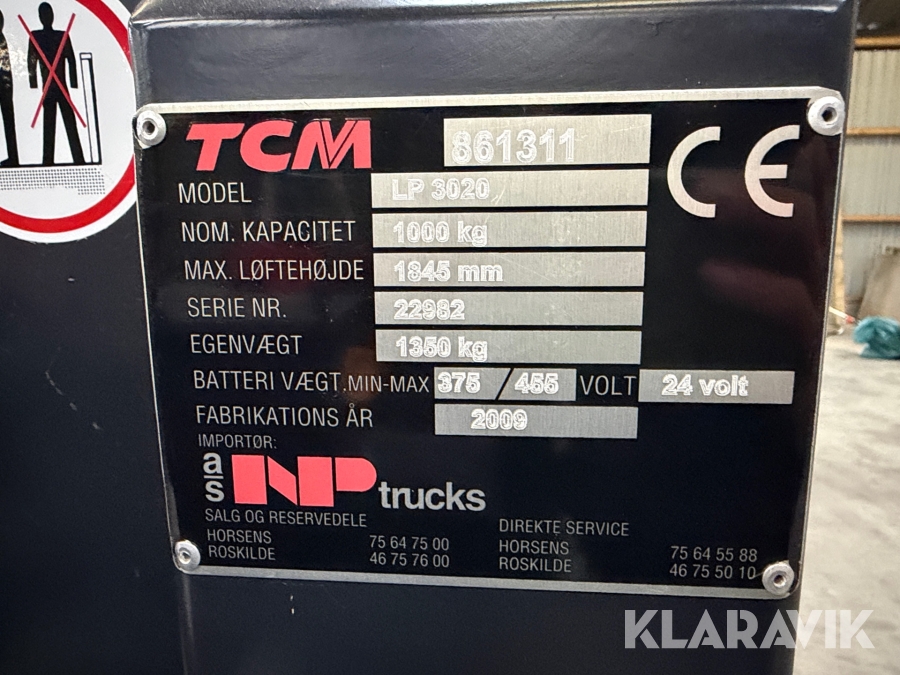 TCM 861311 CE
MODEL LP 3020
NOM. KAPACITET 1000 kg
MAX. LØFTEHØJDE 1845 mm
SERIE NR. 22982
EGENVÆGT 1350 kg
BATTERI VÆGT.MIN-MAX 375 / 455 VOLT 24 volt
FABRIKATIONS ÅR 2009
IMPORTØR:
a/s NP trucks
SALG OG RESERVEDELE DIREKTE SERVICE
HORSENS 75 64 75 00 HORSENS 75 64 55 88
ROSKILDE 46 75 76 00 ROSKILDE 46 75 50 10
KLARAVIK